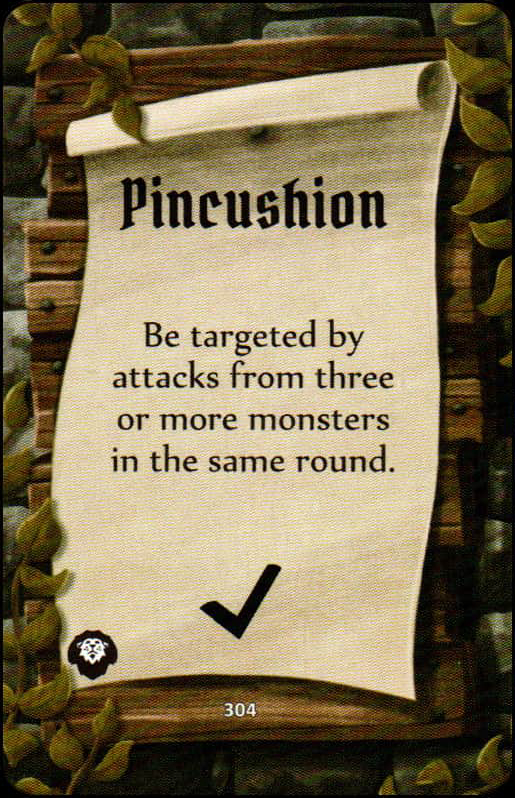 Pincushion
Be targeted by
attacks from three
or more monsters
in the same round.
304